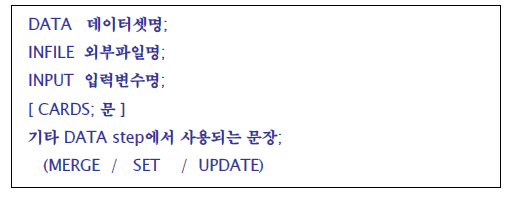 DATA 데이터셋명;
INFILE 외부파일명;
INPUT 입력변수명;
[ CARDS; 문 ]
기타 DATA step에서 사용되는 문장;
(MERGE / SET / UPDATE)